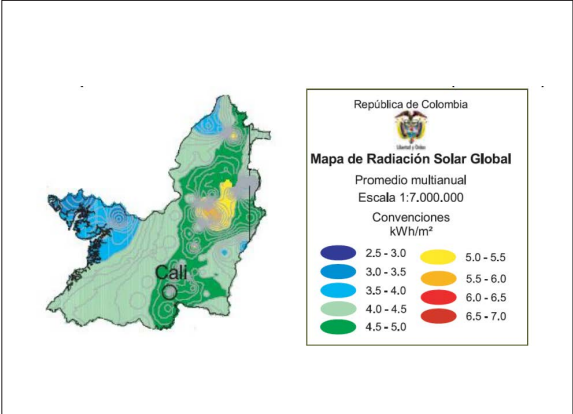 Cali
República de Colombia
Libertad y Orden
Mapa de Radiación Solar Global
Promedio multianual
Escala 1:7.000.000
Convenciones
kWh/m²
2.5 - 3.0
3.0 - 3.5
3.5 - 4.0
4.0 - 4.5
4.5 - 5.0
5.0 - 5.5
5.5 - 6.0
6.0 - 6.5
6.5 - 7.0